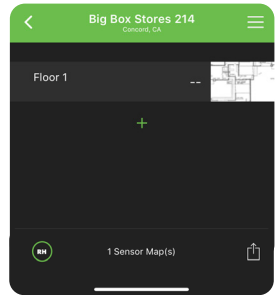 Big Box Stores 214
Concord, CA
Floor 1
--
+
RH
1 Sensor Map(s)